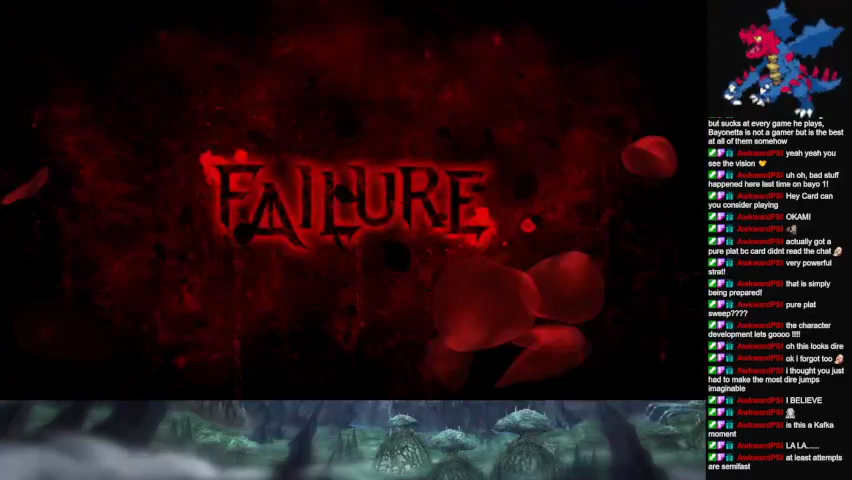 FAILURE
but sucks at every game he plays,
Bayonetta is not a gamer but is the best
at all of them somehow
AwkwardPSI yeah yeah you
see the vision
AwkwardPSI uh oh, bad stuff
happened here last time on bayo 1!
AwkwardPSI Hey Card can
you consider playing
AwkwardPSI OKAMI
AwkwardPSI
AwkwardPSI actually got a
pure plat bc card didnt read the chat
AwkwardPSI very powerful
strat!
AwkwardPSI that is simply
being prepared!
AwkwardPSI pure plat
sweep????
AwkwardPSI the character
development lets goooo !!!!
AwkwardPSI oh this looks dire
AwkwardPSI ok i forgot too
AwkwardPSI i thought you just
had to make the most dire jumps
imaginable
AwkwardPSI I BELIEVE
AwkwardPSI
AwkwardPSI is this a Kafka
moment
AwkwardPSI LA LA......
AwkwardPSI at least attempts
are semifast